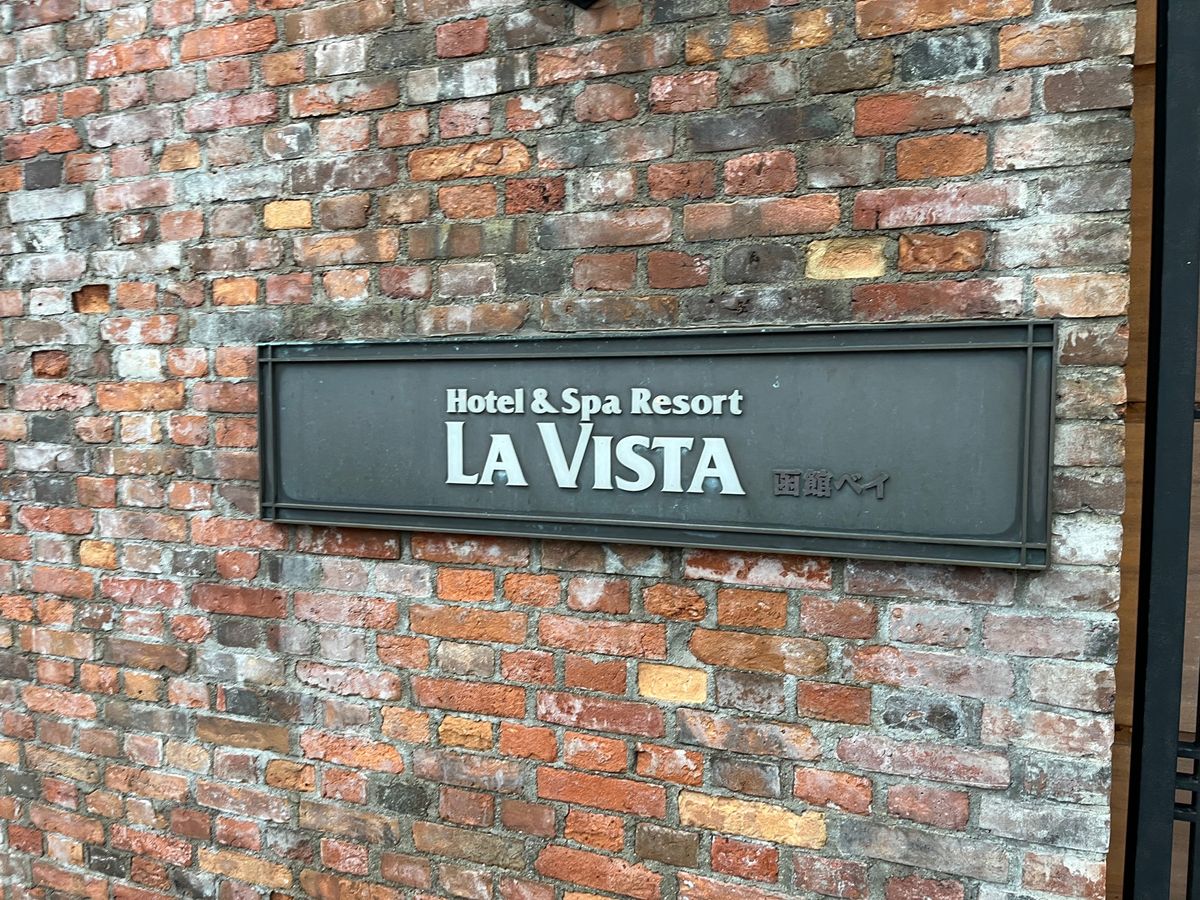 Hotel & Spa Resort
LA VISTA 函館ベイ